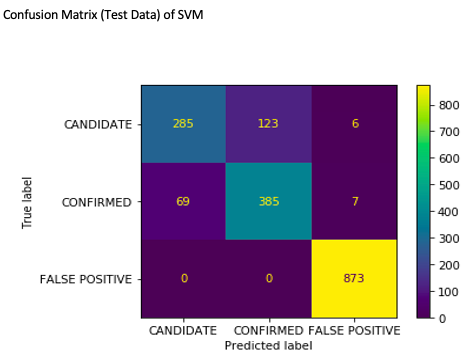 Confusion Matrix (Test Data) of SVM
CANDIDATE 285 123 6
CONFIRMED 69 385 7
FALSE POSITIVE 0 0 873
CANDIDATE CONFIRMED FALSE POSITIVE
Predicted label
True label
800
700
600
500
400
300
200
100
0